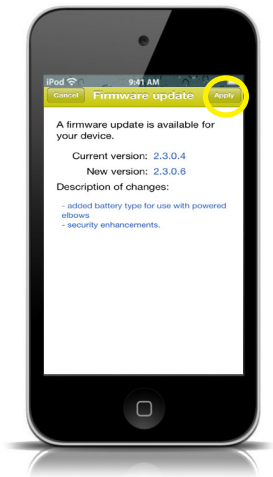 iPod 9:41 AM
Cancel Firmware update Apply
A firmware update is available for
your device.
Current version: 2.3.0.4
New version: 2.3.0.6
Description of changes:
- added battery type for use with powered
elbows
- security enhancements.